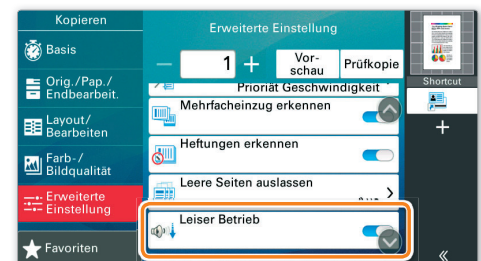 Kopieren
Basis
Orig./Pap./
Endbearbeit.
Layout/
Bearbeiten
Farb-/
Bildqualität
Erweiterte
Einstellung
Favoriten
Erweiterte Einstellung
1
Vor-
schau
Prüfkopie
Prioriät Geschwindigkeit
Mehrfacheinzug erkennen
Heftungen erkennen
Leere Seiten auslassen
Leiser Betrieb
Shortcut